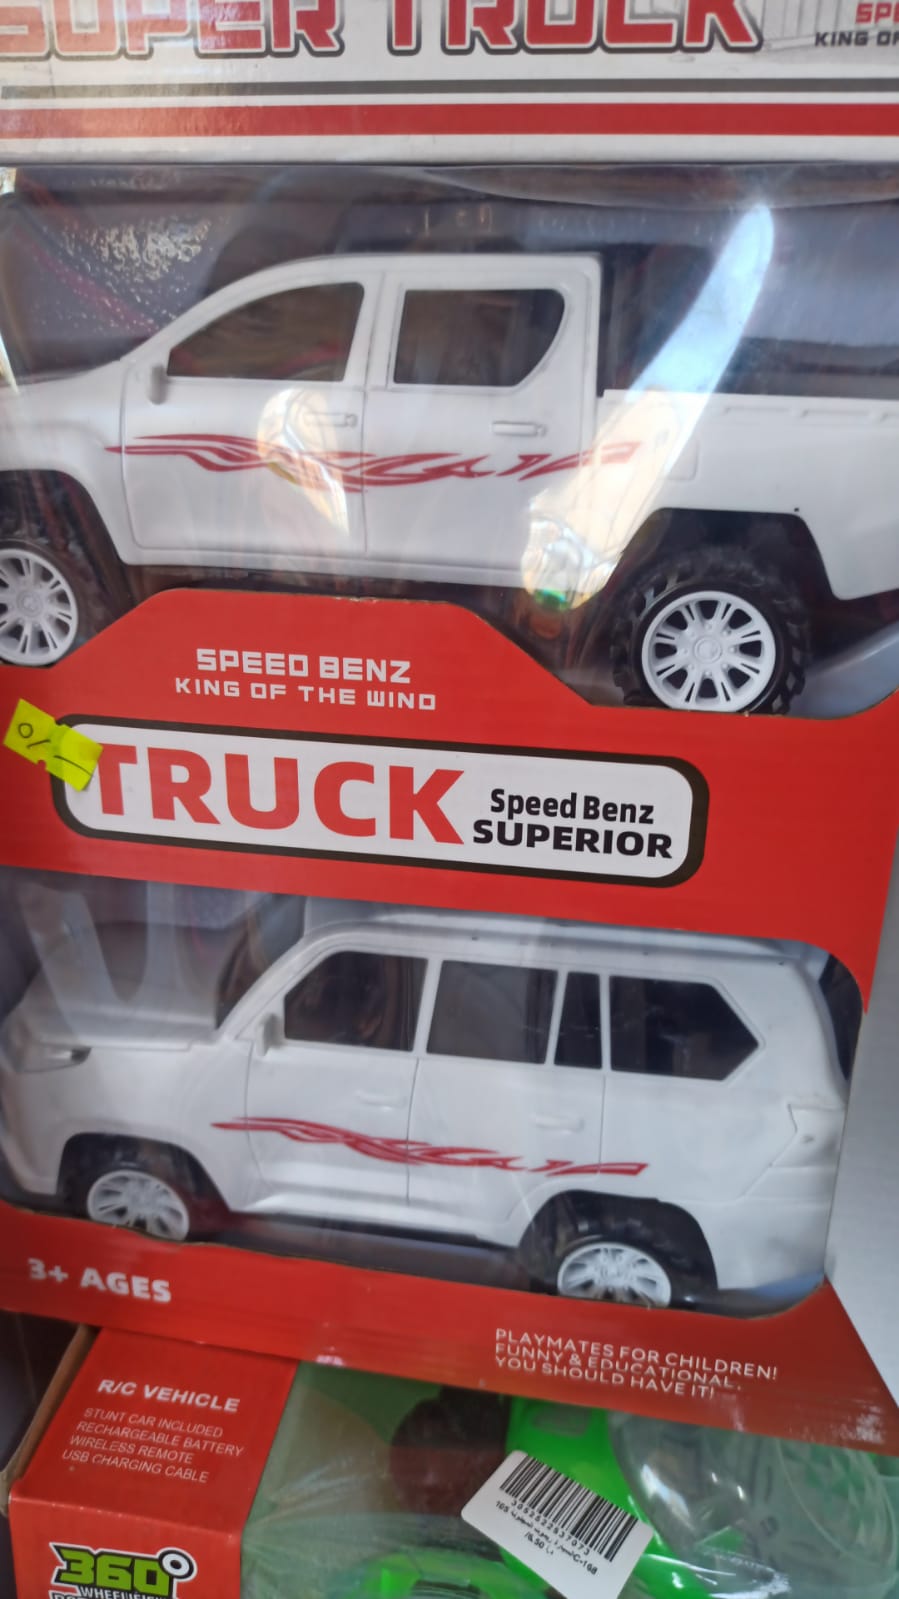 SUPER TRUCK
SPE
KING OF
SPEED BENZ
KING OF THE WIND
TRUCK
Speed Benz
SUPERIOR
3+ AGES
PLAYMATES FOR CHILDREN!
FUNNY & EDUCATIONAL.
YOU SHOULD HAVE IT!
R/C VEHICLE
STUNT CAR INCLUDED
RECHARGEABLE BATTERY
WIRELESS REMOTE
USB CHARGING CABLE
360°
3052522537073
C-168